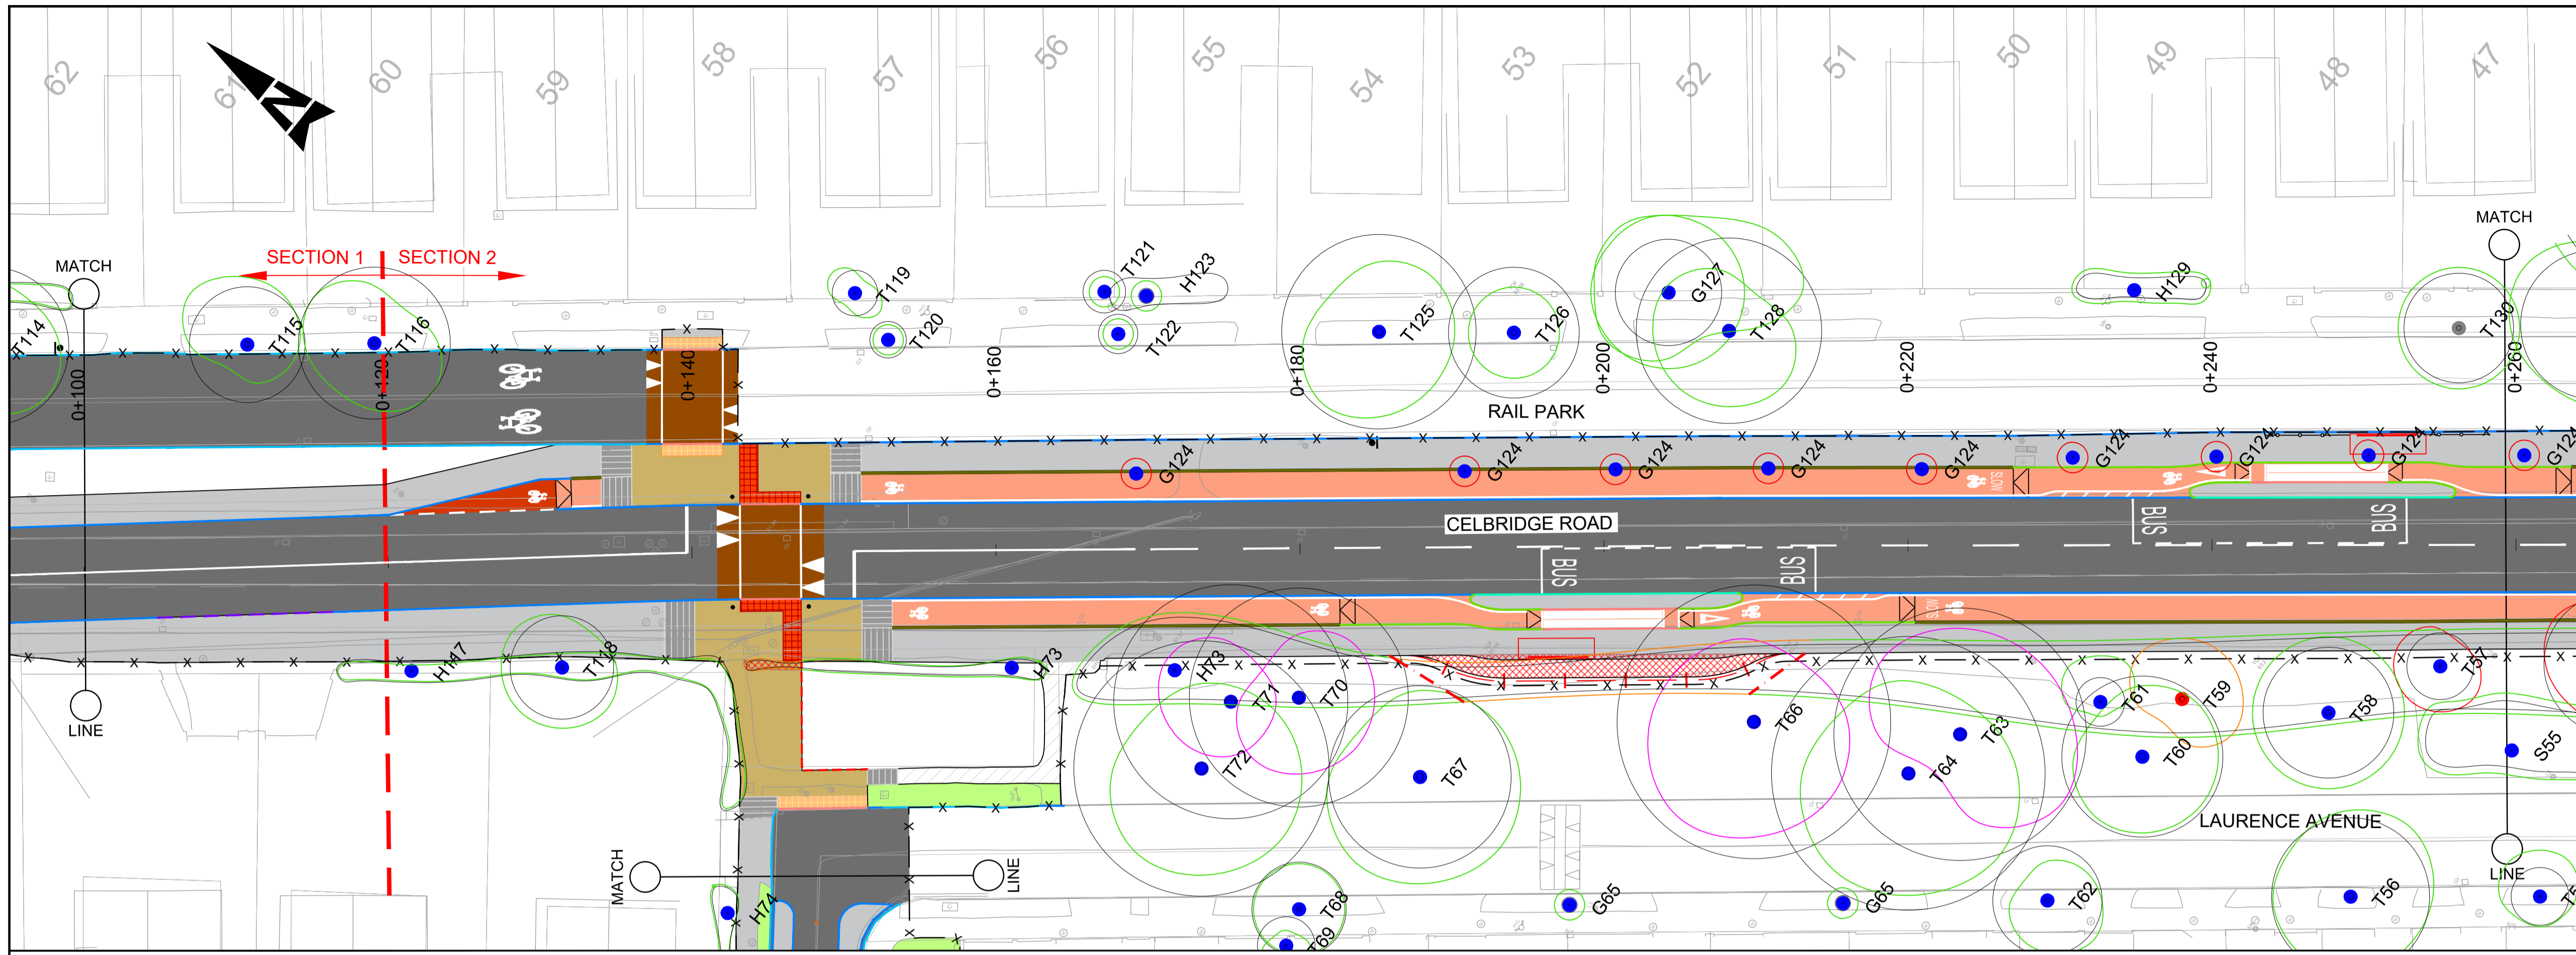 62
61
60
59
58
57
56
55
54
53
52
51
50
49
48
47
N
MATCH
SECTION 1
SECTION 2
MATCH
T114
T115
T116
T119
T120
T121
H123
T122
T125
T126
G127
T128
H129
T130
0+100
0+120
0+140
0+160
0+180
0+200
0+220
0+240
0+260
RAIL PARK
G124
G124
G124
G124
G124
G124
G124
G124
G124
SLOW
CELBRIDGE ROAD
BUS
BUS
BUS
BUS
SLOW
H117
T118
H73
H73
T71
T70
T72
T67
T66
T63
T64
T61
T59
T60
T58
T57
S55
LINE
LAURENCE AVENUE
MATCH
LINE
LINE
H74
T68
T69
G65
G65
T62
T56